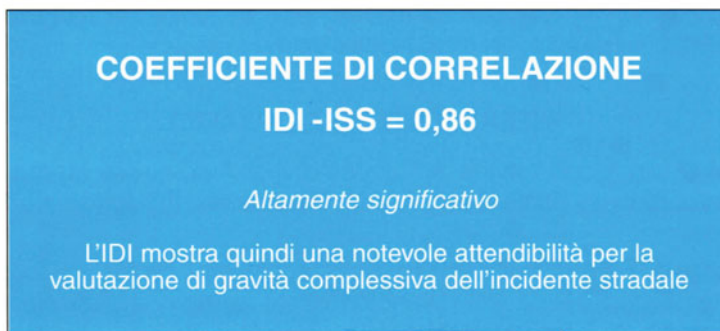 COEFFICIENTE DI CORRELAZIONE
IDI -ISS = 0,86
Altamente significativo
L'IDI mostra quindi una notevole attendibilità per la
valutazione di gravità complessiva dell'incidente stradale